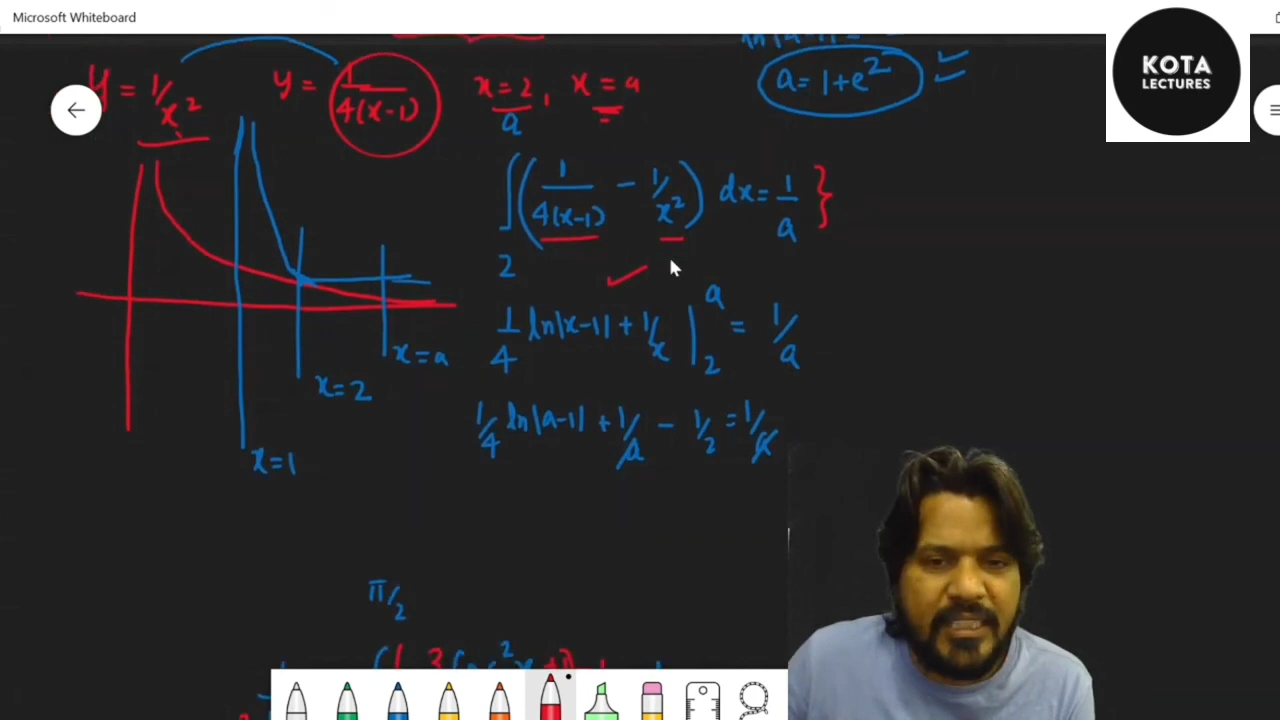 Microsoft Whiteboard
KOTA
LECTURES
y = 1/x² y = 1/4(x-1) x=2, x=a
a = 1+e²
∫₂ᵃ (1/4(x-1) - 1/x²) dx = 1/a }
1/4 ln|x-1| + 1/x |₂ᵃ = 1/a
1/4 ln|a-1| + 1/a - 1/2 = 1/a
x=a
x=2
x=1
π/2